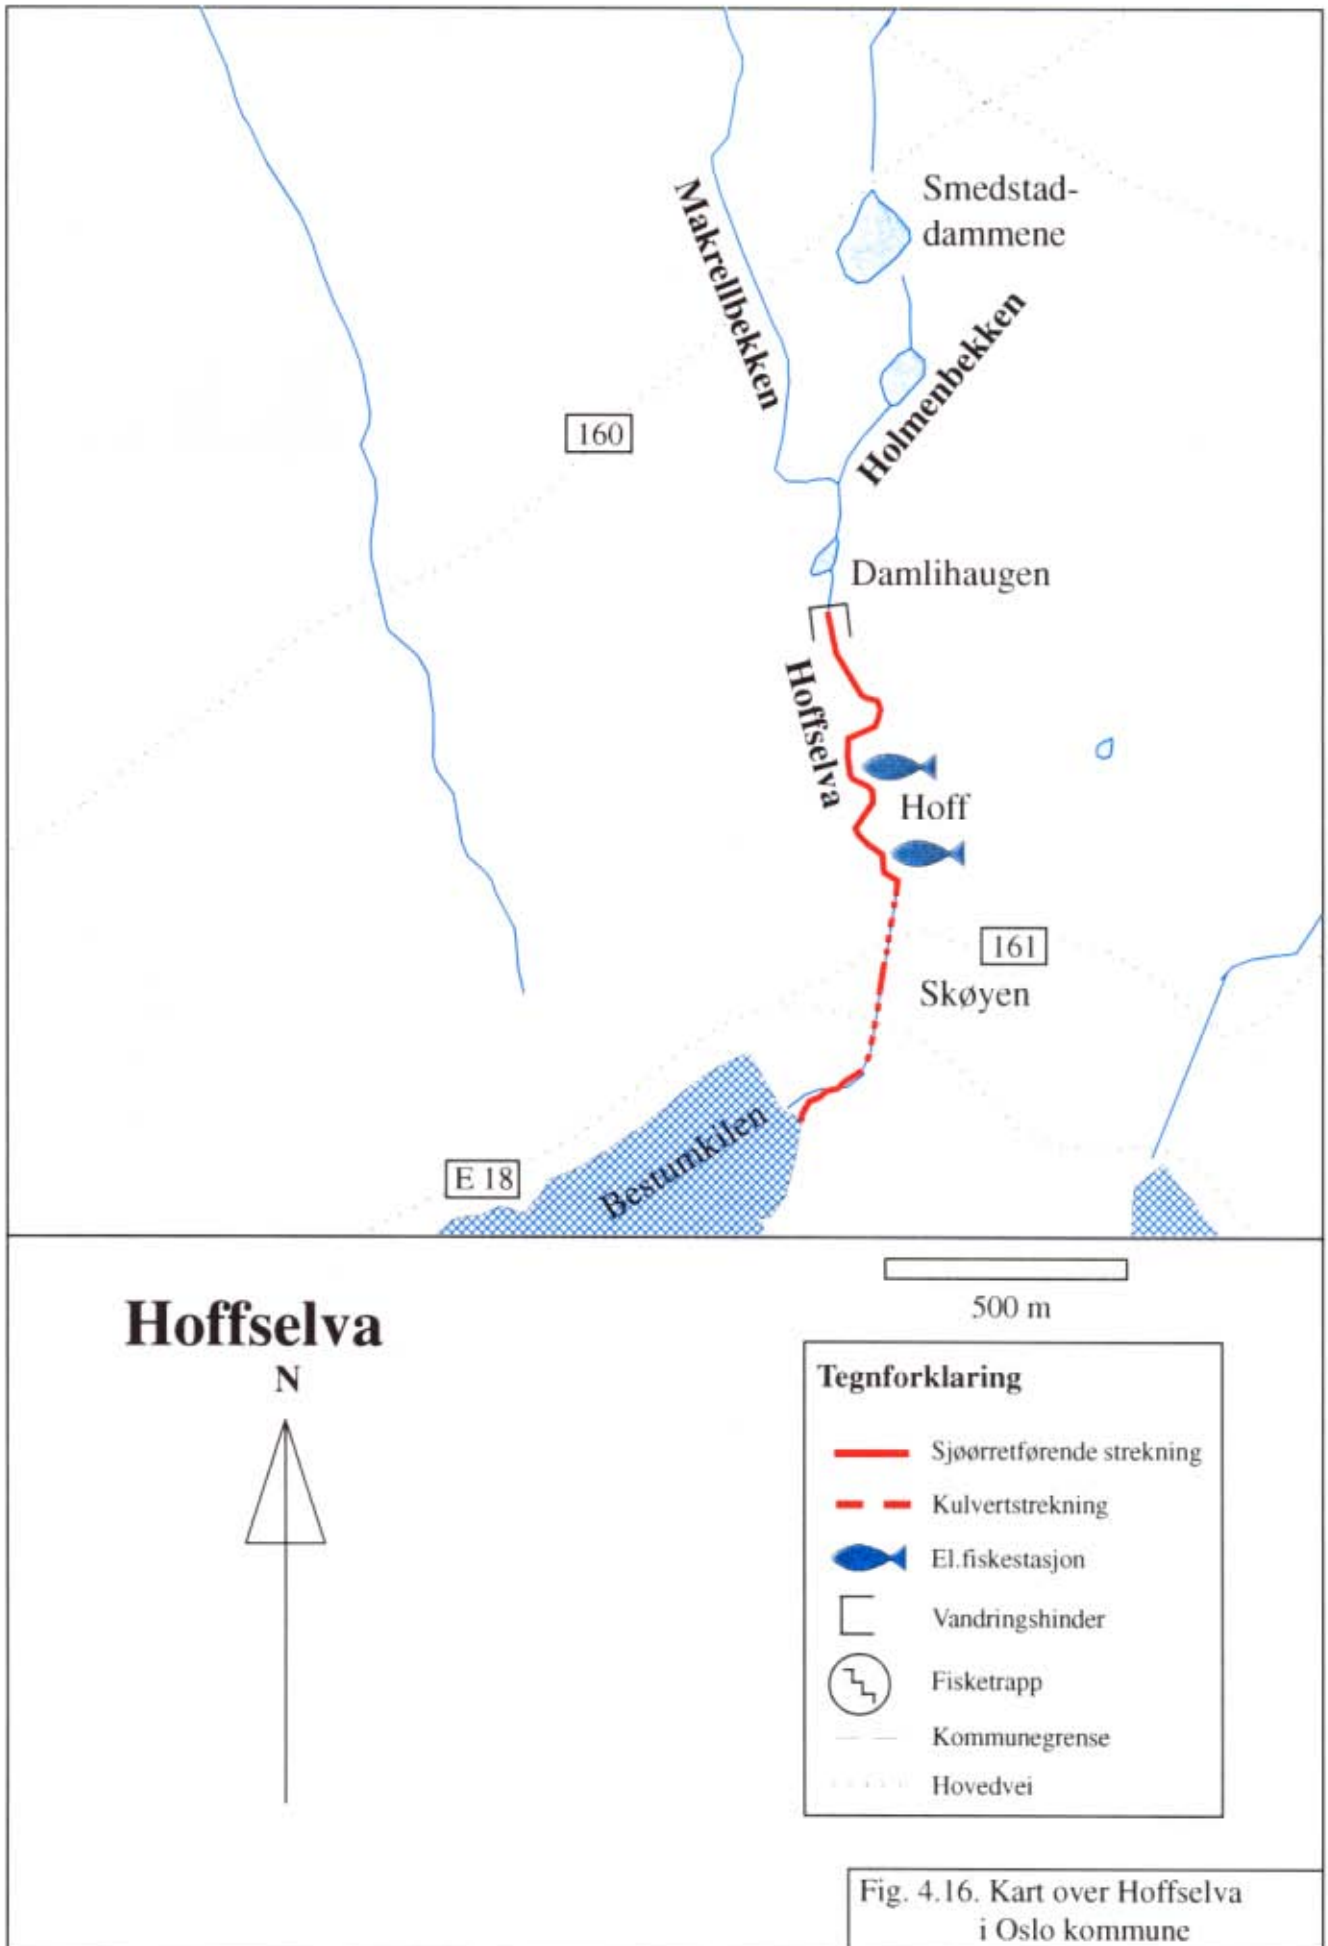 Smedstad-
dammene
Makrellbekken
Holmenbekken
160
Damlihaugen
Hoffselva
Hoff
161
Skøyen
Bestumkilen
E 18
500 m
Hoffselva
N
Tegnforklaring
Sjøørretførende strekning
Kulvertstrekning
El.fiskestasjon
Vandringshinder
Fisketrapp
Kommunegrense
Hovedvei
Fig. 4.16. Kart over Hoffselva
i Oslo kommune